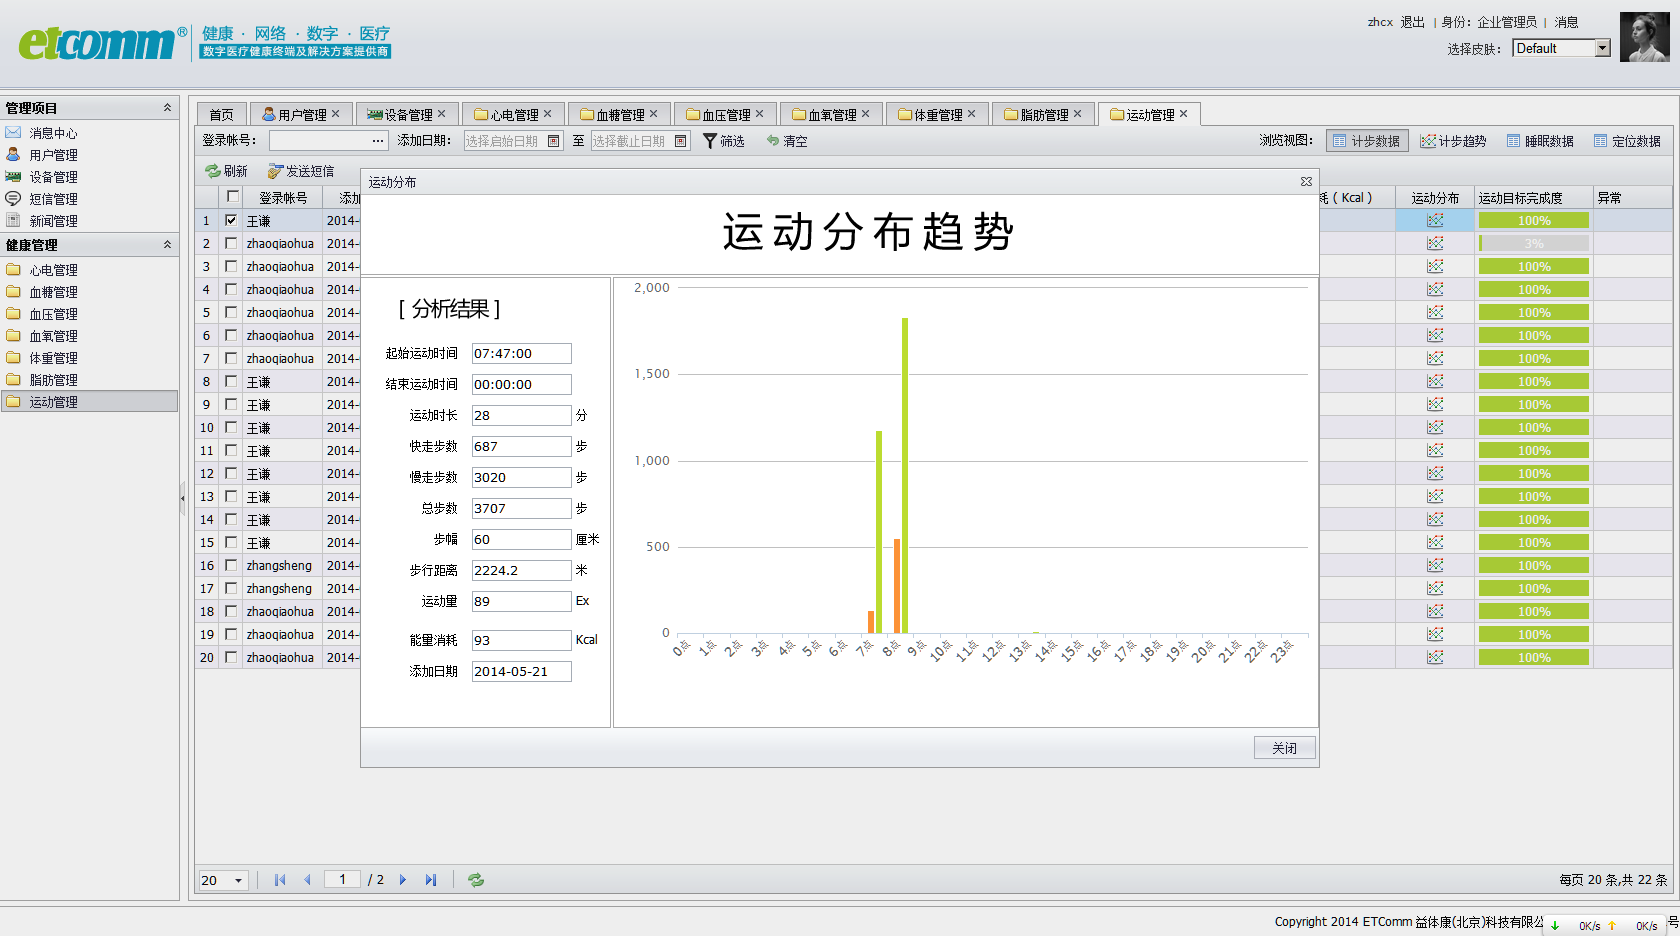 etcomm®
健康 · 网络 · 数字 · 医疗
数字医疗健康终端及解决方案提供商
zhcx 退出 | 身份: 企业管理员 | 消息
选择皮肤: Default
管理项目
消息中心
用户管理
设备管理
短信管理
新闻管理
健康管理
心电管理
血糖管理
血压管理
血氧管理
体重管理
脂肪管理
运动管理
首页 用户管理 设备管理 心电管理 血糖管理 血压管理 血氧管理 体重管理 脂肪管理 运动管理
登录帐号: 添加日期: 选择启始日期 至 选择截止日期 筛选 清空 浏览视图: 计步数据 计步趋势 睡眠数据 定位数据
刷新 发送短信
登录帐号 添加 耗 ( Kcal ) 运动分布 运动目标完成度 异常
1 王谦 2014- 100%
2 zhaoqiaohua 2014- 3%
3 zhaoqiaohua 2014- 100%
4 zhaoqiaohua 2014- 100%
5 zhaoqiaohua 2014- 100%
6 zhaoqiaohua 2014- 100%
7 zhaoqiaohua 2014- 100%
8 王谦 2014- 100%
9 王谦 2014- 100%
10 王谦 2014- 100%
11 王谦 2014- 100%
12 王谦 2014- 100%
13 王谦 2014- 100%
14 王谦 2014- 100%
15 王谦 2014- 100%
16 zhangsheng 2014- 100%
17 zhangsheng 2014- 100%
18 zhaoqiaohua 2014- 100%
19 zhaoqiaohua 2014- 100%
20 zhaoqiaohua 2014- 100%
运动分布
运动分布趋势
[ 分析结果 ]
起始运动时间 07:47:00
结束运动时间 00:00:00
运动时长 28 分
快走步数 687 步
慢走步数 3020 步
总步数 3707 步
步幅 60 厘米
步行距离 2224.2 米
运动量 89 Ex
能量消耗 93 Kcal
添加日期 2014-05-21
2,000
1,500
1,000
500
0
0点 1点 2点 3点 4点 5点 6点 7点 8点 9点 10点 11点 12点 13点 14点 15点 16点 17点 18点 19点 20点 21点 22点 23点
关闭
20 1 / 2 每页 20 条,共 22 条
Copyright 2014 ETComm 益体康(北京)科技有限公 号
0K/s 0K/s